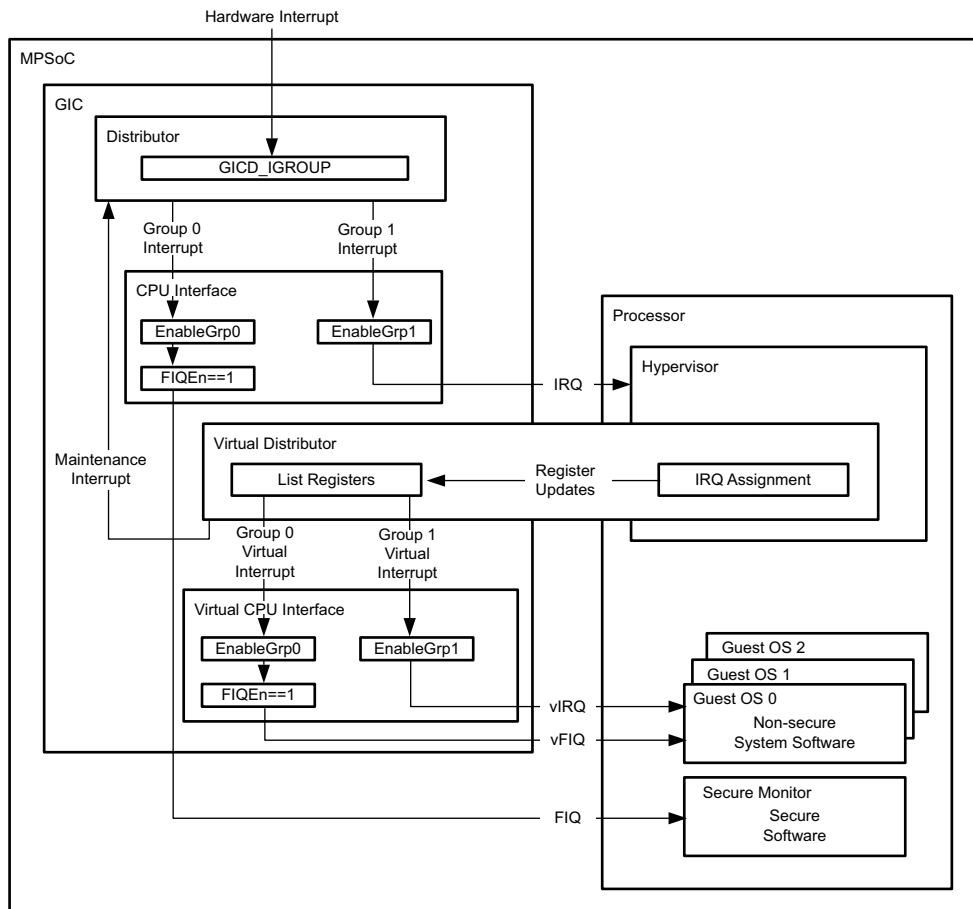 Hardware Interrupt
MPSoC
GIC
Distributor
GICD_IGROUP
Group 0
Interrupt
Group 1
Interrupt
CPU Interface
EnableGrp0
EnableGrp1
FIQEn==1
Processor
Hypervisor
IRQ
Virtual Distributor
Maintenance
Interrupt
List Registers
Register
Updates
IRQ Assignment
Group 0
Virtual
Interrupt
Group 1
Virtual
Interrupt
Virtual CPU Interface
EnableGrp0
EnableGrp1
FIQEn==1
Guest OS 2
Guest OS 1
Guest OS 0
Non-secure
System Software
vIRQ
vFIQ
Secure Monitor
Secure
Software
FIQ